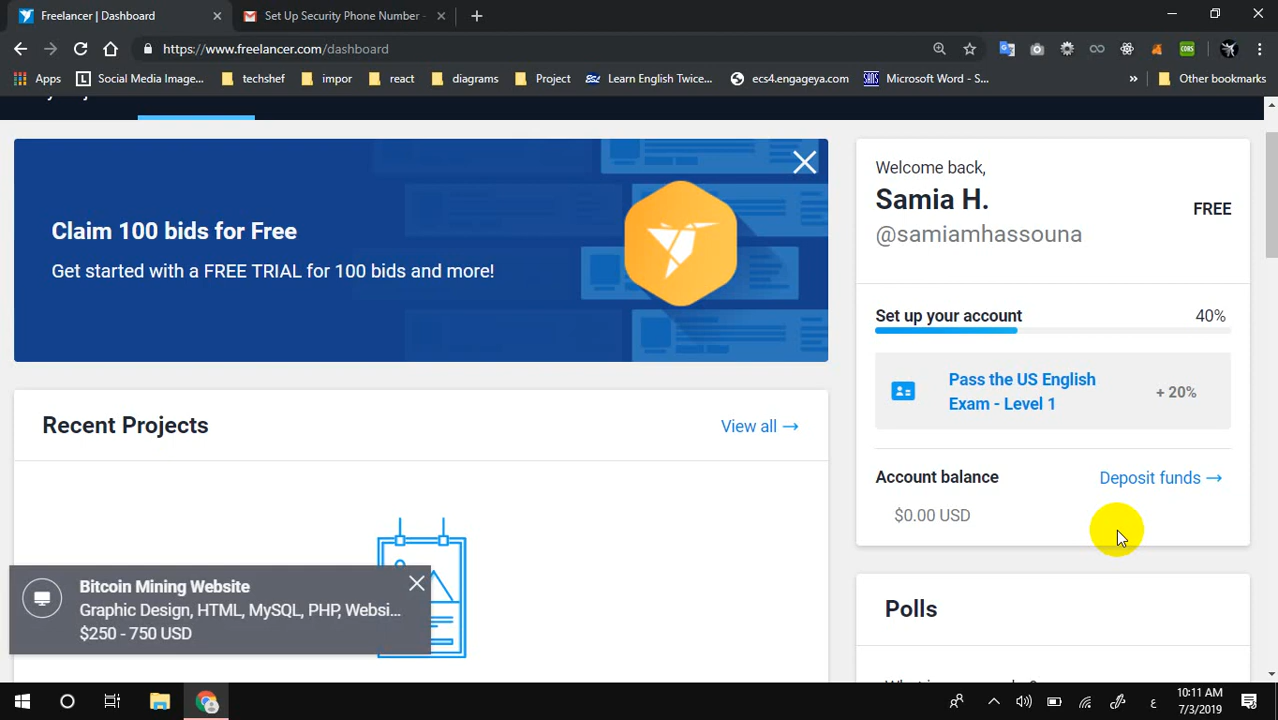 Freelancer | Dashboard
Set Up Security Phone Number -
https://www.freelancer.com/dashboard
Apps
Social Media Image...
techshef
impor
react
diagrams
Project
Learn English Twice...
ecs4.engageya.com
Microsoft Word - S...
»
Other bookmarks
Claim 100 bids for Free
Get started with a FREE TRIAL for 100 bids and more!
Welcome back,
Samia H.
FREE
@samiamhassouna
Set up your account 40%
Pass the US English
Exam - Level 1
+ 20%
Account balance
Deposit funds →
$0.00 USD
Recent Projects
View all →
Bitcoin Mining Website
Graphic Design, HTML, MySQL, PHP, Websi...
$250 - 750 USD
Polls
ع
10:11 AM
7/3/2019